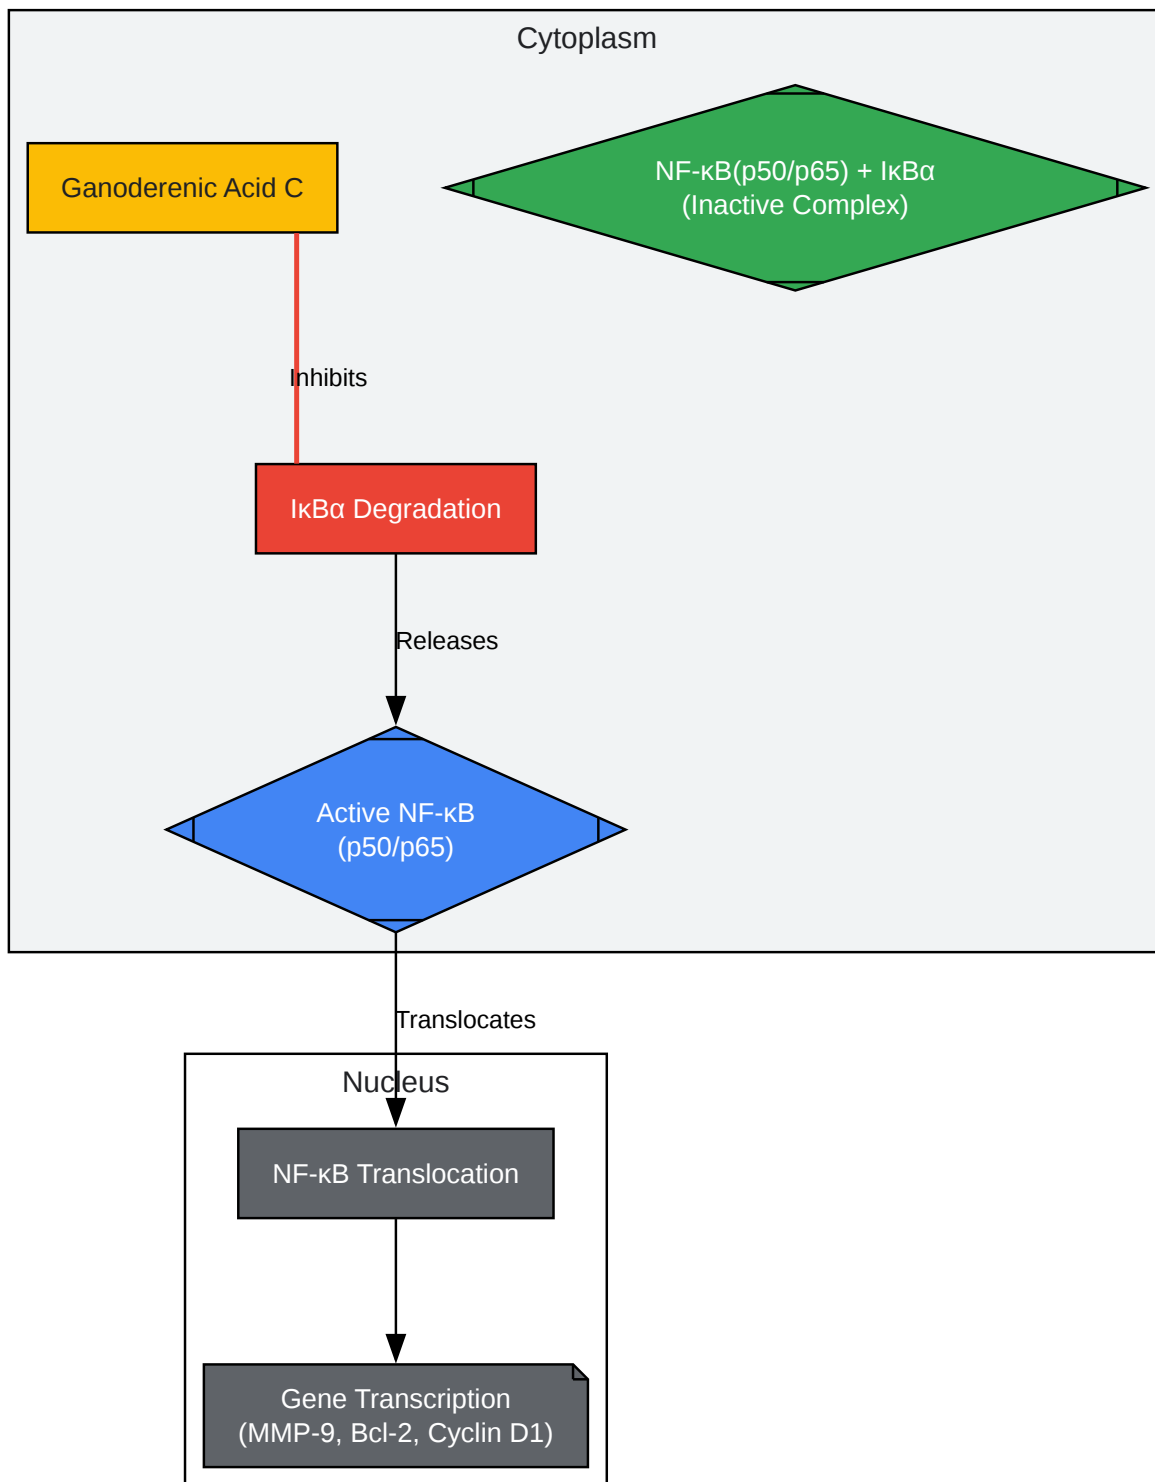 Cytoplasm
Ganoderenic Acid C
NF-κB(p50/p65) + IκBα
(Inactive Complex)
Inhibits
IκBα Degradation
Releases
Active NF-κB
(p50/p65)
Translocates
Nucleus
NF-κB Translocation
Gene Transcription
(MMP-9, Bcl-2, Cyclin D1)